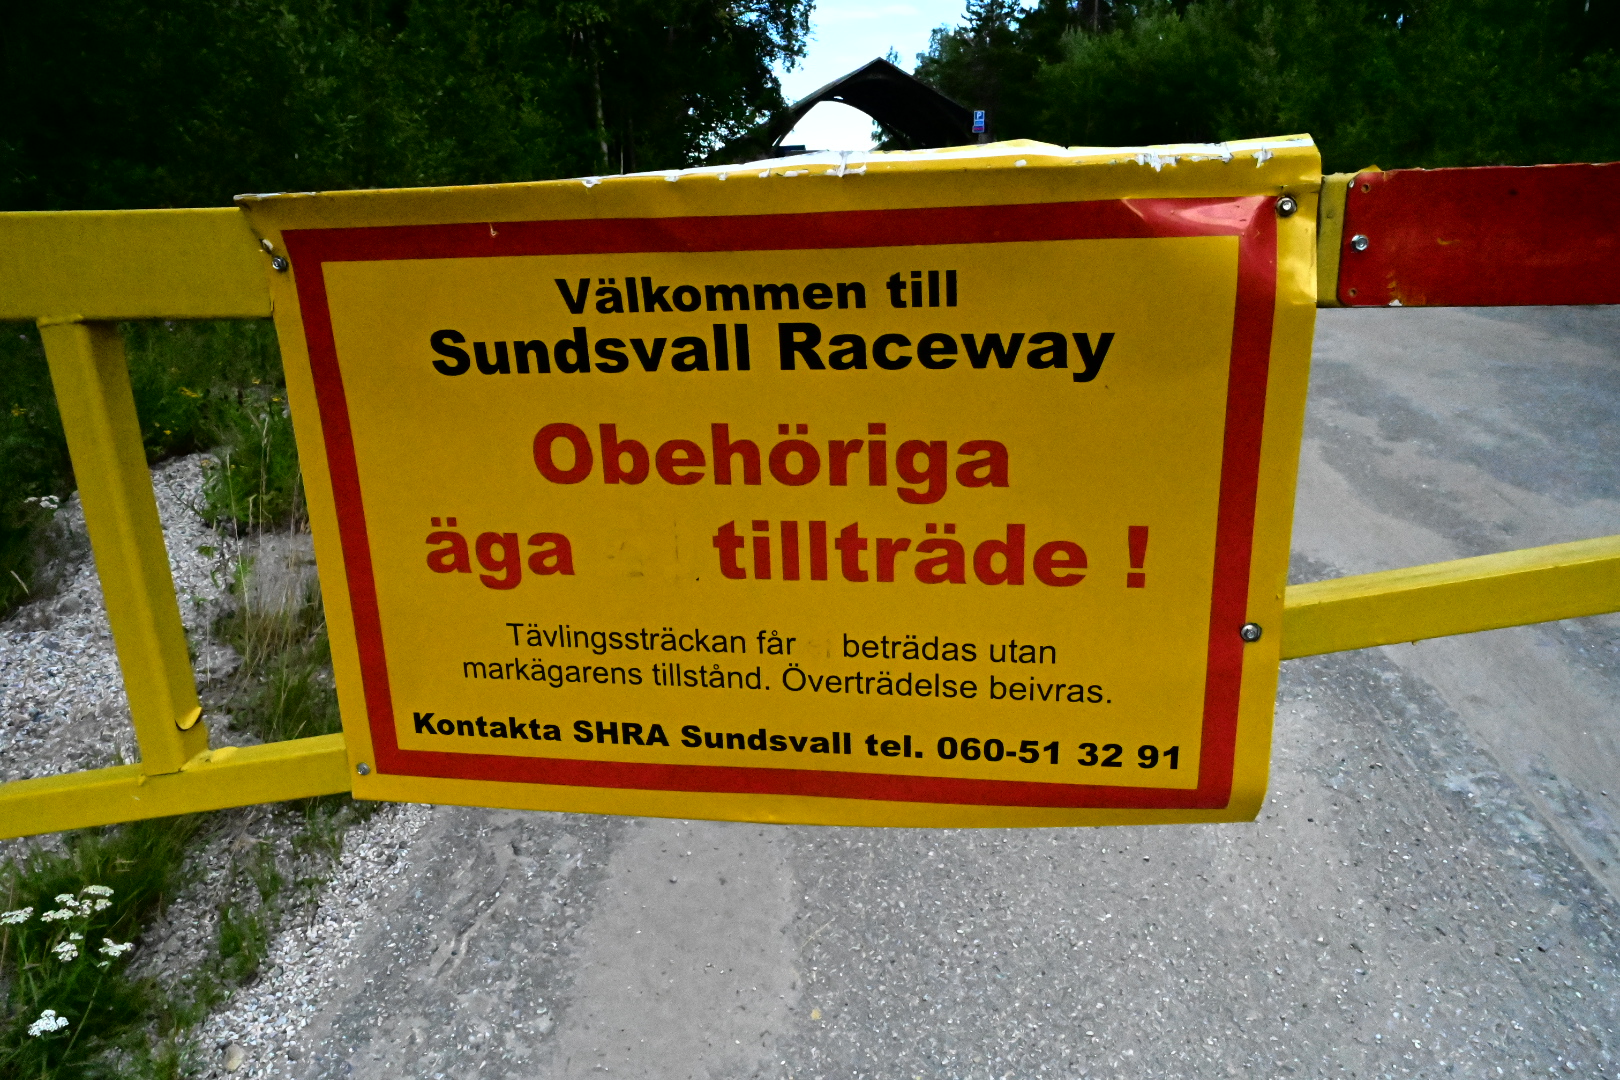 Välkommen till
Sundsvall Raceway
Obehöriga
äga tillträde !
Tävlingssträckan får beträdas utan
markägarens tillstånd. Överträdelse beivras.
Kontakta SHRA Sundsvall tel. 060-51 32 91
P